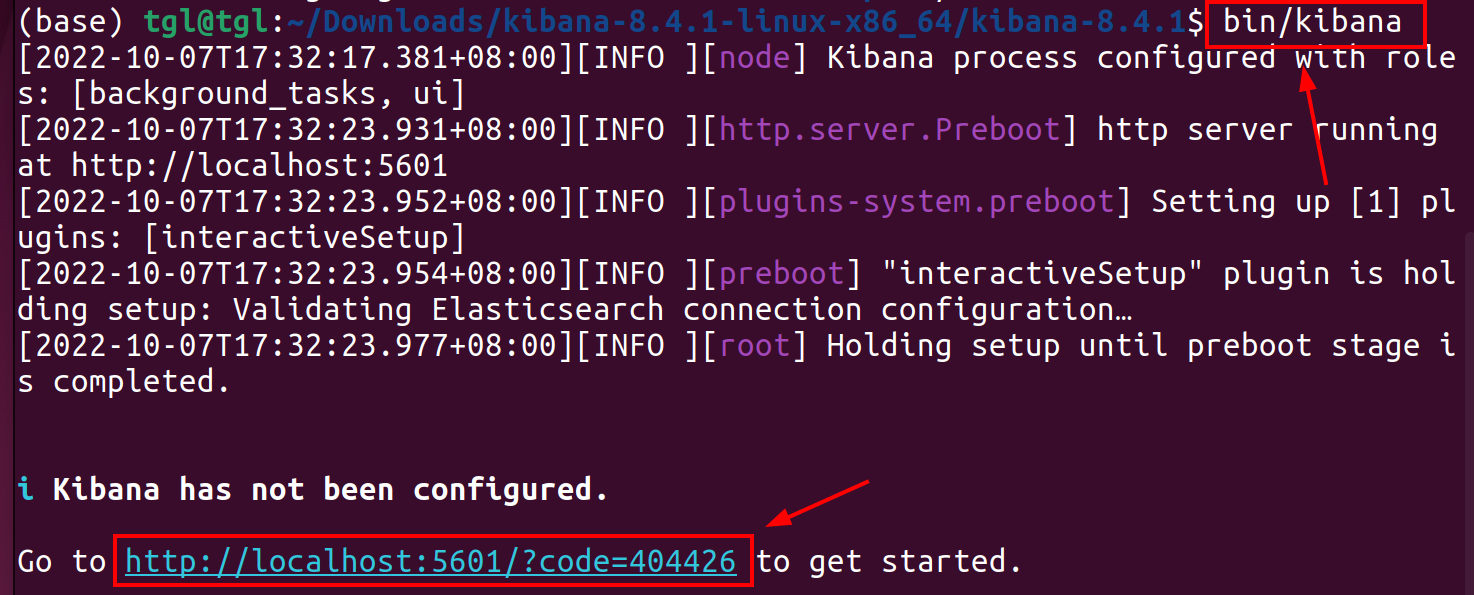 (base) tgl@tgl:~/Downloads/kibana-8.4.1-linux-x86_64/kibana-8.4.1$ bin/kibana
[2022-10-07T17:32:17.381+08:00][INFO ][node] Kibana process configured with role
s: [background_tasks, ui]
[2022-10-07T17:32:23.931+08:00][INFO ][http.server.Preboot] http server running
at http://localhost:5601
[2022-10-07T17:32:23.952+08:00][INFO ][plugins-system.preboot] Setting up [1] pl
ugins: [interactiveSetup]
[2022-10-07T17:32:23.954+08:00][INFO ][preboot] "interactiveSetup" plugin is hol
ding setup: Validating Elasticsearch connection configuration…
[2022-10-07T17:32:23.977+08:00][INFO ][root] Holding setup until preboot stage i
s completed.
i Kibana has not been configured.
Go to http://localhost:5601/?code=404426 to get started.